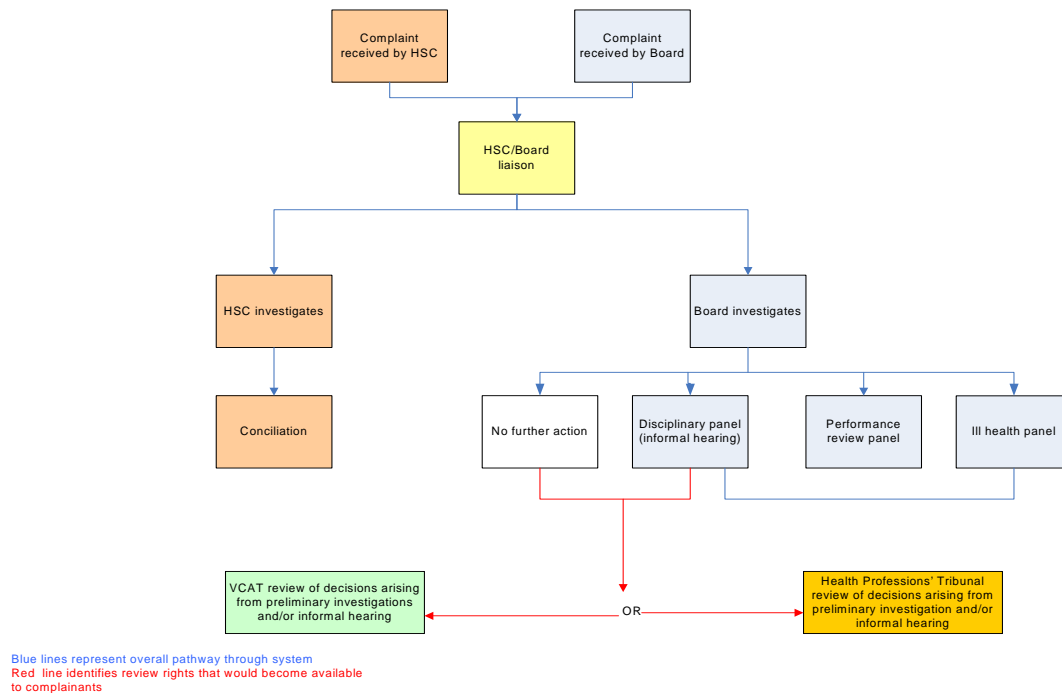 Complaint
received by HSC
Complaint
received by Board
HSC/Board
liaison
HSC investigates
Board investigates
Conciliation
No further action
Disciplinary panel
(informal hearing)
Performance
review panel
Ill health panel
VCAT review of decisions arising
from preliminary investigations
and/or informal hearing
OR
Health Professions' Tribunal
review of decisions arising from
preliminary investigation and/or
informal hearing
Blue lines represent overall pathway through system
Red line identifies review rights that would become available
to complainants